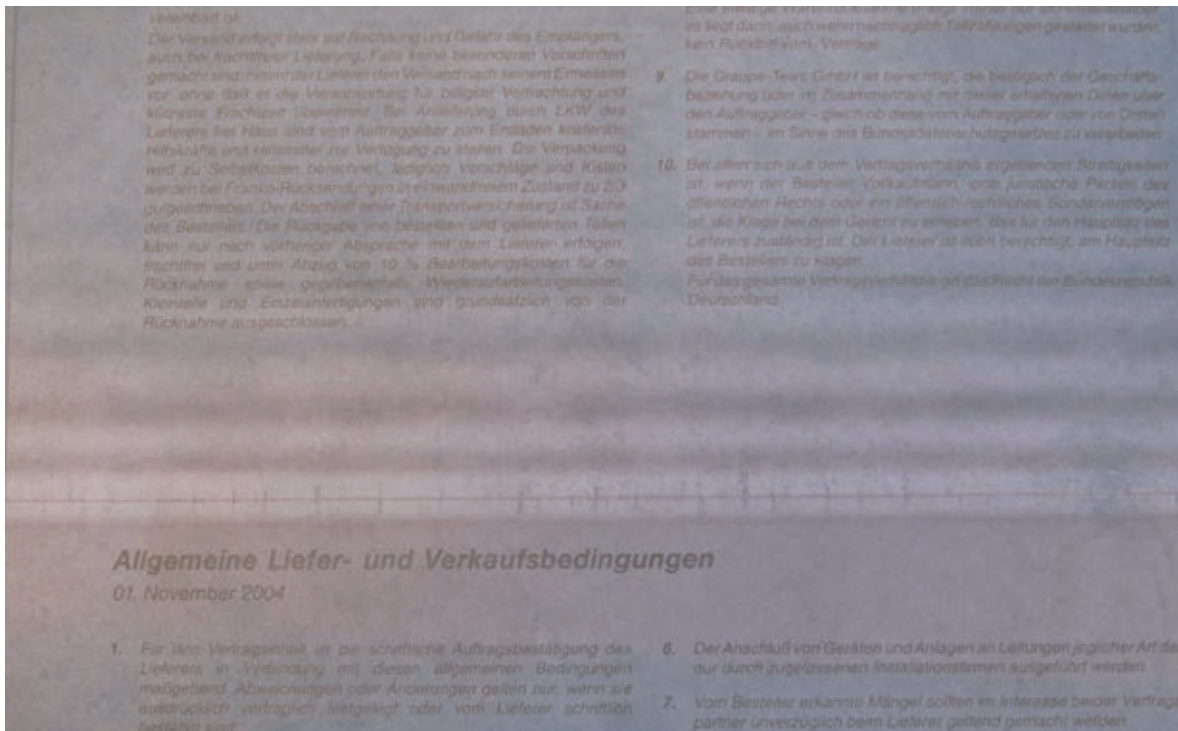 vereinbart ist.
Der Versand erfolgt stets auf Rechnung und Gefahr des Empfängers,
auch bei frachtfreier Lieferung. Falls keine besonderen Vorschriften
gemacht sind, nimmt der Lieferer den Versand nach seinem Ermessen
vor, ohne daß er die Verantwortung für billigste Verfrachtung und
kürzeste Frachtzeit übernimmt. Bei Anlieferung durch LKW des
Lieferers frei Haus sind vom Auftraggeber zum Entladen kostenlos
Hilfskräfte und Hilfsmittel zur Verfügung zu stellen. Die Verpackung
wird zu Selbstkosten berechnet, lediglich Verschläge und Kisten
werden bei Franko-Rücksendungen in einwandfreiem Zustand zu 2/3
gutgeschrieben. Der Abschluß einer Transportversicherung ist Sache
des Bestellers. Die Rückgabe von bestellten und gelieferten Teilen
kann nur nach vorheriger Absprache mit dem Lieferer erfolgen,
frachtfrei und unter Abzug von 10 % Bearbeitungskosten für die
Rücknahme sowie gegebenenfalls Wiederaufarbeitungskosten.
Kleinteile und Einzelanfertigungen sind grundsätzlich von der
Rücknahme ausgeschlossen.
es liegt darin, auch wenn nachträglich Teilzahlungen gestattet wurden,
kein Rücktritt vom Vertrage.
9. Die Graupe-Tews GmbH ist berechtigt, die bezüglich der Geschäfts-
beziehung oder im Zusammenhang mit dieser erhaltenen Daten über
den Auftraggeber – gleich ob diese vom Auftraggeber oder von Dritten
stammen – im Sinne des Bundesdatenschutzgesetzes zu verarbeiten.
10. Bei allen sich aus dem Vertragsverhältnis ergebenden Streitigkeiten
ist, wenn der Besteller Vollkaufmann, eine juristische Person des
öffentlichen Rechts oder ein öffentlich-rechtliches Sondervermögen
ist, die Klage bei dem Gericht zu erheben, das für den Hauptsitz des
Lieferers zuständig ist. Der Lieferer ist auch berechtigt, am Hauptsitz
des Bestellers zu klagen.
Für das gesamte Vertragsverhältnis gilt das Recht der Bundesrepublik
Deutschland.
Allgemeine Liefer- und Verkaufsbedingungen
01. November 2004
1. Für den Vertragsinhalt ist die schriftliche Auftragsbestätigung des
Lieferers in Verbindung mit diesen allgemeinen Bedingungen
maßgebend. Abweichungen oder Änderungen gelten nur, wenn sie
ausdrücklich vertraglich festgelegt oder vom Lieferer schriftlich
bestätigt sind.
6. Der Anschluß von Geräten und Anlagen an Leitungen jeglicher Art da
nur durch zugelassenen Installationsfirmen ausgeführt werden.
7. Vom Besteller erkannte Mängel sollten im Interesse beider Vertrags
partner unverzüglich beim Lieferer geltend gemacht werden.